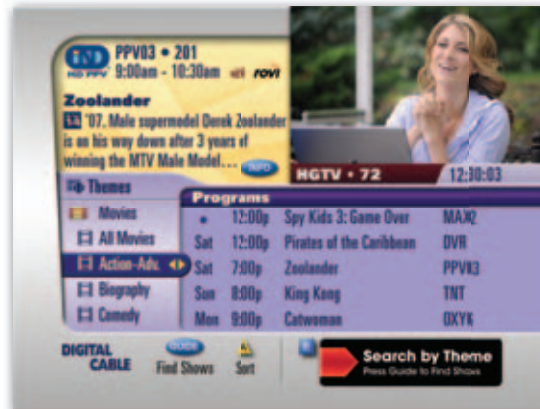 IND PPV03 • 201
HD PPV 9:00am - 10:30am rovi
Zoolander
'07. Male supermodel Derek Zoolander
is on his way down after 3 years of
winning the MTV Male Model... INFO
HGTV • 72 12:30:03
Themes
Programs
Movies
• 12:00p Spy Kids 3: Game Over MAX2
All Movies
Sat 12:00p Pirates of the Caribbean DVR
Action-Adv.
Sat 7:00p Zoolander PPV03
Biography
Sun 8:00p King Kong TNT
Comedy
Mon 9:00p Catwoman OXYG
DIGITAL
CABLE
GUIDE
Find Shows
A
Sort
Search by Theme
Press Guide to Find Shows